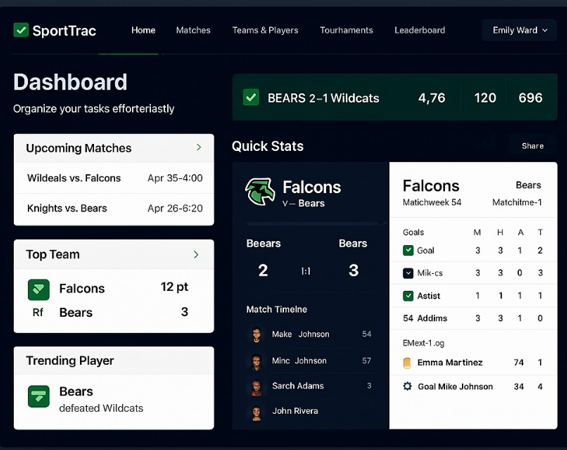 SportTrac
Home Matches Teams & Players Tournaments Leaderboard Emily Ward
Dashboard
Organize your tasks efforteriastly
BEARS 2–1 Wildcats 4,76 120 696
Upcoming Matches
Wildeals vs. Falcons Apr 35-4:00
Knights vs. Bears Apr 26-6:20
Top Team
Falcons 12 pt
Rf Bears 3
Trending Player
Bears
defeated Wildcats
Quick Stats Share
Falcons
V— Bears
Beears Bears
2 1:1 3
Match Timelne
Make Johnson 54
Minc Johnson 57
Sarch Adams 3
John Rivera
Falcons Bears
Matichweek 54 Matchitme-1
Goals M H A T
Goal 3 3 1 2
Mik-cs 3 3 0 3
Astist 1 1 1 1
54 Addims 3 3 1 0
EMext-1.og
Emma Martinez 74 1
Goal Mike Johnson 34 4